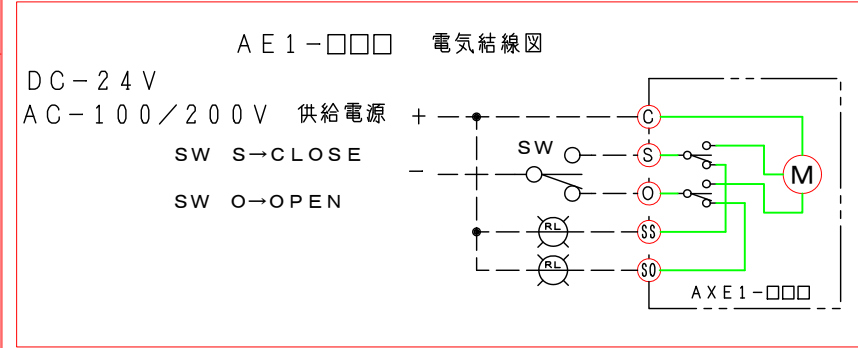 AE1-□□□ 電気結線図
DC-24V
AC-100/200V 供給電源 +
-
SW S→CLOSE
SW O→OPEN
SW
C
S
O
SS
SO
RL
RL
M
AXE1-□□□